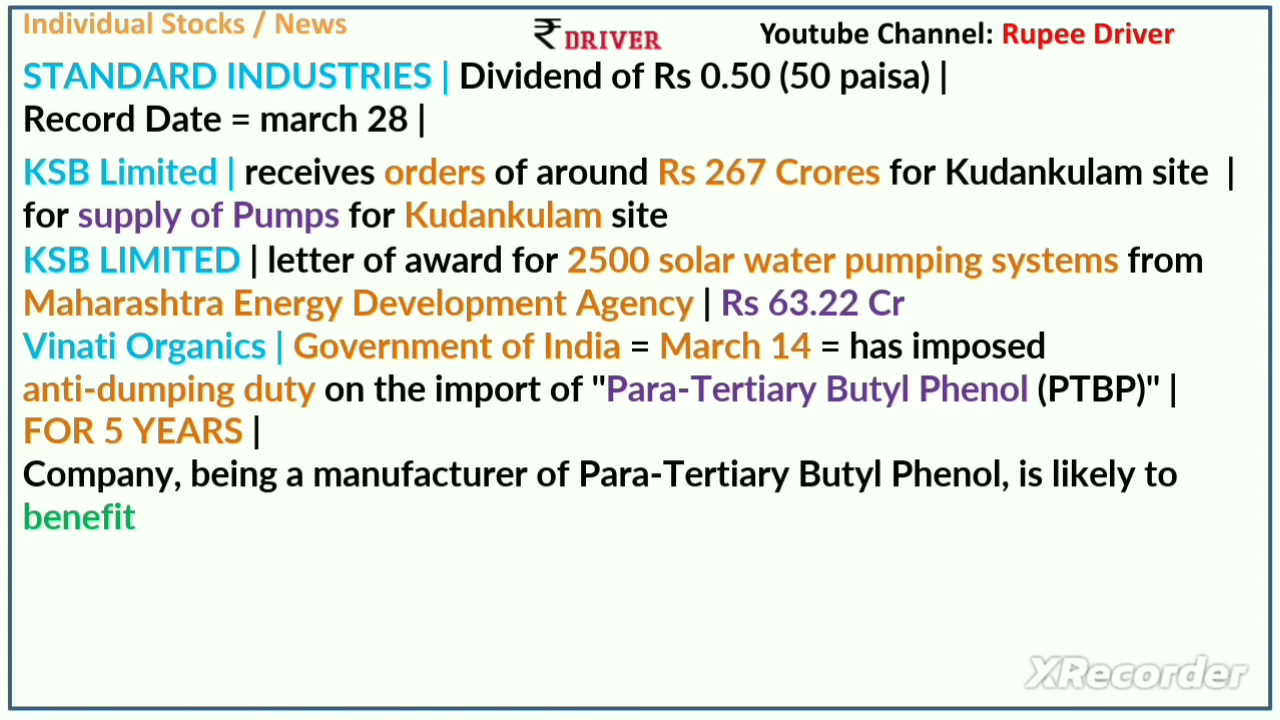 Individual Stocks / News
₹ DRIVER
Youtube Channel: Rupee Driver
STANDARD INDUSTRIES | Dividend of Rs 0.50 (50 paisa) |
Record Date = march 28 |
KSB Limited | receives orders of around Rs 267 Crores for Kudankulam site |
for supply of Pumps for Kudankulam site
KSB LIMITED | letter of award for 2500 solar water pumping systems from
Maharashtra Energy Development Agency | Rs 63.22 Cr
Vinati Organics | Government of India = March 14 = has imposed
anti-dumping duty on the import of "Para-Tertiary Butyl Phenol (PTBP)" |
FOR 5 YEARS |
Company, being a manufacturer of Para-Tertiary Butyl Phenol, is likely to
benefit
XRecorder